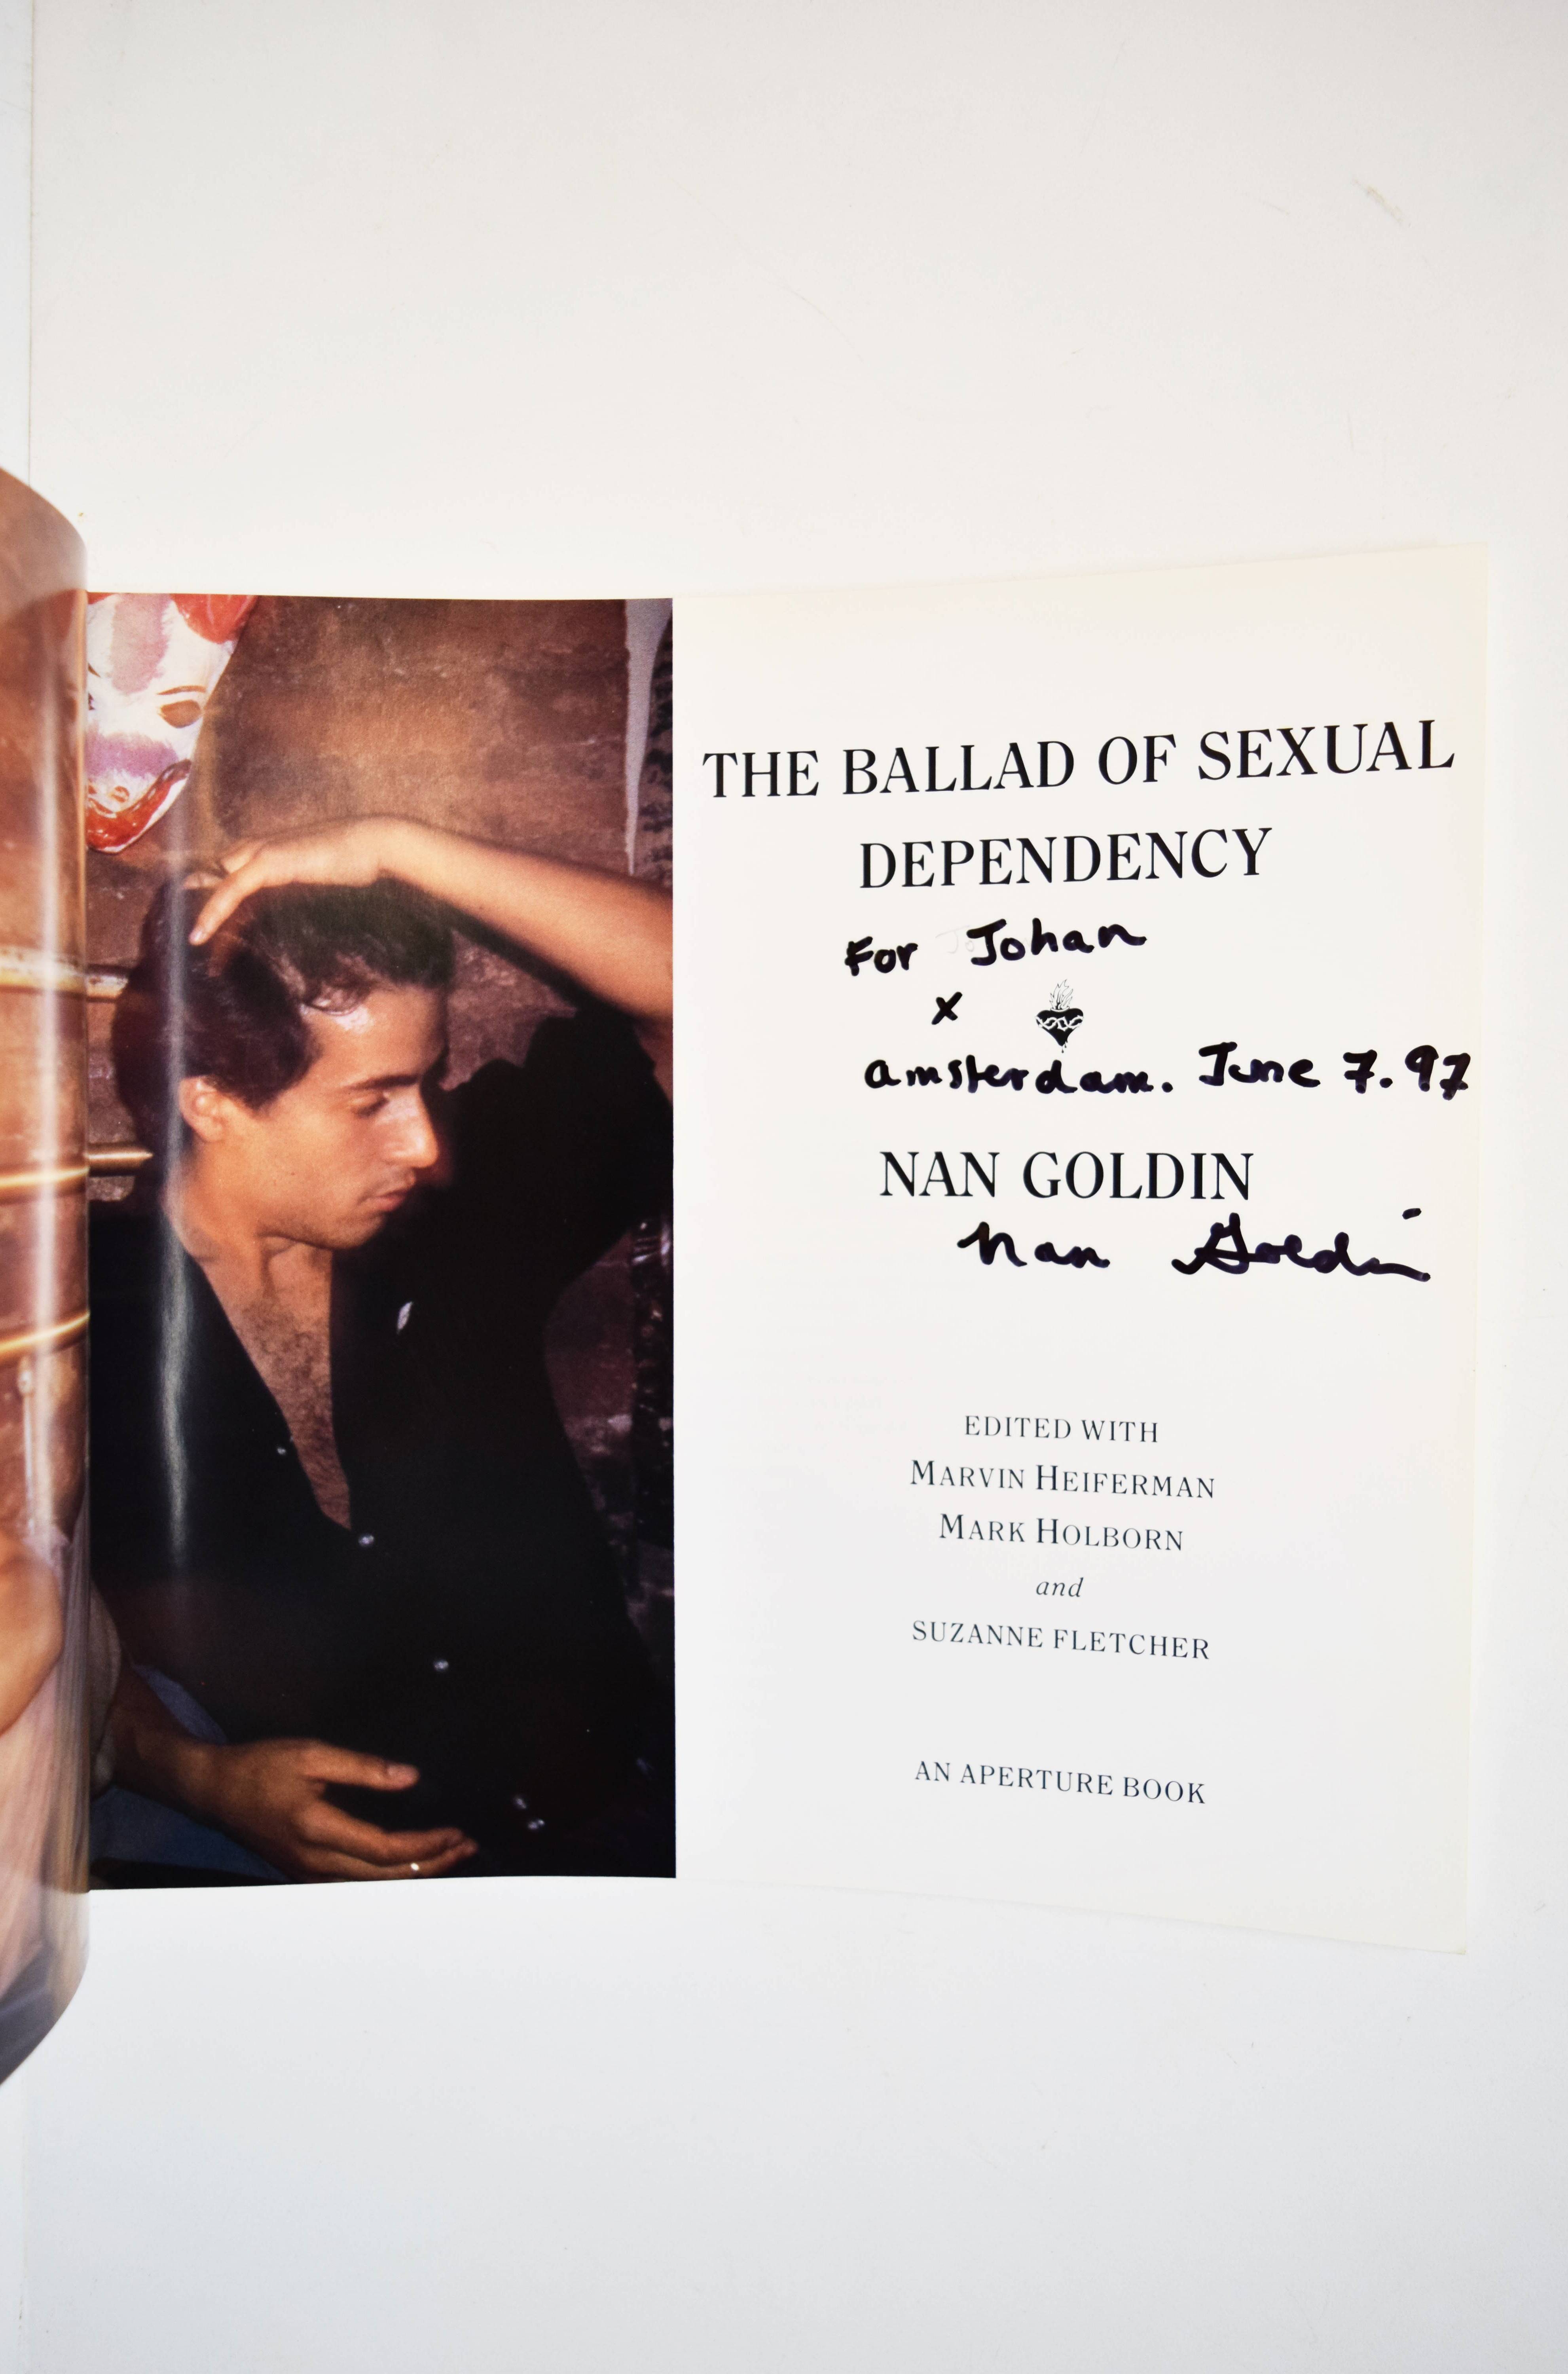 THE BALLAD OF SEXUAL
DEPENDENCY
For Johan
x
amsterdam. June 7. 97
NAN GOLDIN
Nan Goldin
EDITED WITH
MARVIN HEIFERMAN
MARK HOLBORN
and
SUZANNE FLETCHER
AN APERTURE BOOK